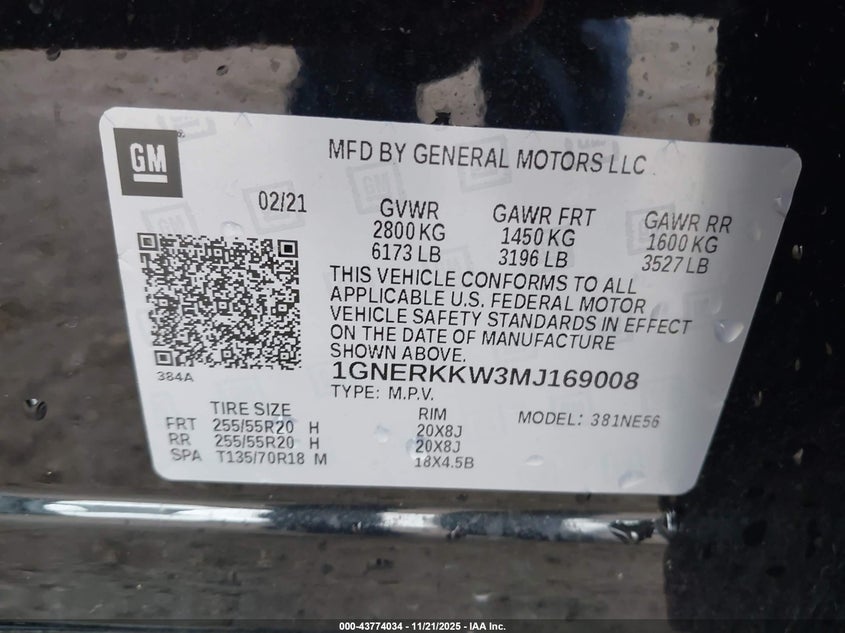 GM
MFD BY GENERAL MOTORS LLC
02/21
GVWR GAWR FRT GAWR RR
2800 KG 1450 KG 1600 KG
6173 LB 3196 LB 3527 LB
THIS VEHICLE CONFORMS TO ALL
APPLICABLE U.S. FEDERAL MOTOR
VEHICLE SAFETY STANDARDS IN EFFECT
ON THE DATE OF MANUFACTURE
SHOWN ABOVE.
384A
1GNERKKW3MJ169008
TYPE: M.P.V.
TIRE SIZE RIM MODEL: 381NE56
FRT 255/55R20 H 20X8J
RR 255/55R20 H 20X8J
SPA T135/70R18 M 18X4.5B
000-43774034 - 11/21/2025 - IAA Inc.